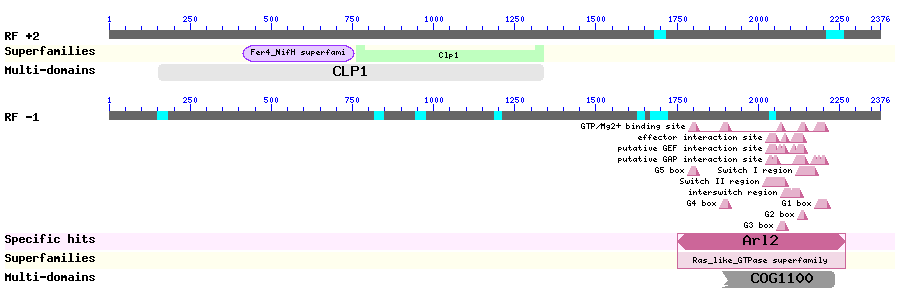 1 250 500 750 1000 1250 1500 1750 2000 2250 2376
RF +2
Superfamilies Fer4_NifH superfami Clp1
Multi-domains CLP1
1 250 500 750 1000 1250 1500 1750 2000 2250 2376
RF -1
GTP/Mg2+ binding site
effector interaction site
putative GEF interaction site
putative GAP interaction site
G5 box Switch I region
Switch II region
interswitch region
G4 box G1 box
G2 box
G3 box
Specific hits Arl2
Superfamilies Ras_like_GTPase superfamily
Multi-domains COG1100